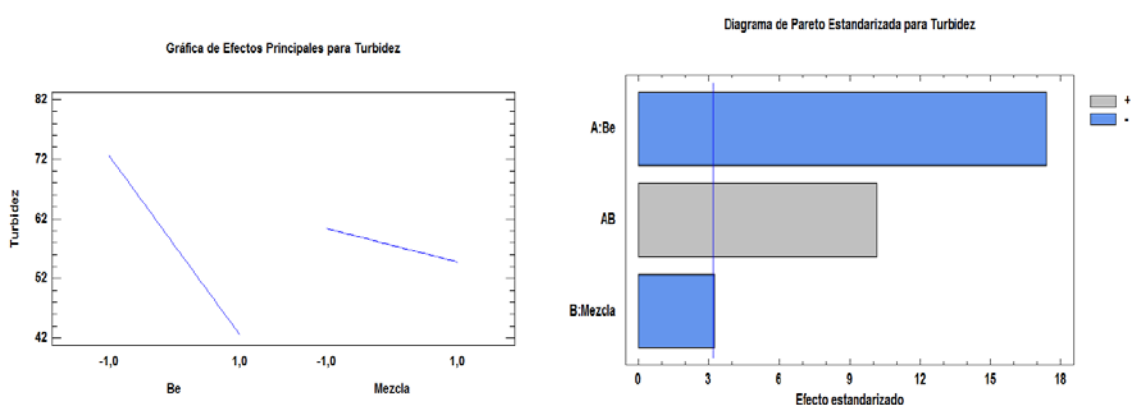 Gráfica de Efectos Principales para Turbidez
82
72
62
52
42
Turbidez
-1,0 1,0 -1,0 1,0
Be Mezcla
Diagrama de Pareto Estandarizada para Turbidez
+
-
A:Be
AB
B:Mezcla
0 3 6 9 12 15 18
Efecto estandarizado